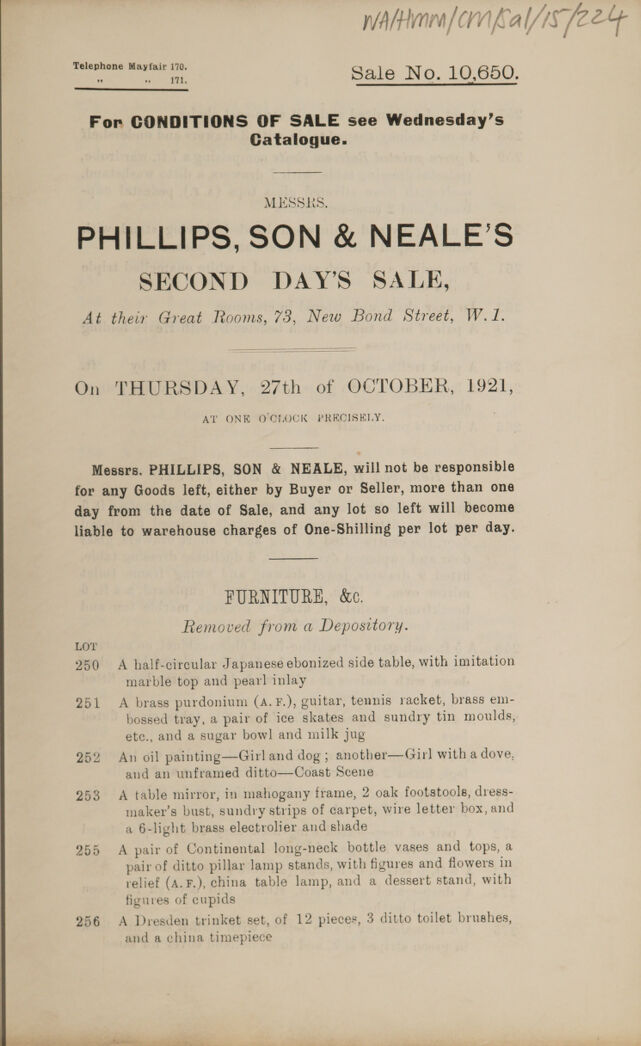 WA/HMM/CM/Sal/15/224
Telephone Mayfair 170.
" " 171.
Sale No. 10,650.
For CONDITIONS OF SALE see Wednesday's
Catalogue.
MESSRS.
PHILLIPS, SON & NEALE'S
SECOND DAY'S SALE,
At their Great Rooms, 73, New Bond Street, W.1.
On THURSDAY, 27th of OCTOBER, 1921,
AT ONE O'CLOCK PRECISELY.
Messrs. PHILLIPS, SON & NEALE, will not be responsible
for any Goods left, either by Buyer or Seller, more than one
day from the date of Sale, and any lot so left will become
liable to warehouse charges of One-Shilling per lot per day.
FURNITURE, &c.
Removed from a Depository.
LOT
250 A half-circular Japanese ebonized side table, with imitation
marble top and pearl inlay
251 A brass purdonium (A.F.), guitar, tennis racket, brass em-
bossed tray, a pair of ice skates and sundry tin moulds,
etc., and a sugar bowl and milk jug
252 An oil painting—Girl and dog; another—Girl with a dove,
and an unframed ditto—Coast Scene
253 A table mirror, in mahogany frame, 2 oak footstools, dress-
maker's bust, sundry strips of carpet, wire letter box, and
a 6-light brass electrolier and shade
255 A pair of Continental long-neck bottle vases and tops, a
pair of ditto pillar lamp stands, with figures and flowers in
relief (A.F.), china table lamp, and a dessert stand, with
figures of cupids
256 A Dresden trinket set, of 12 pieces, 3 ditto toilet brushes,
and a china timepiece